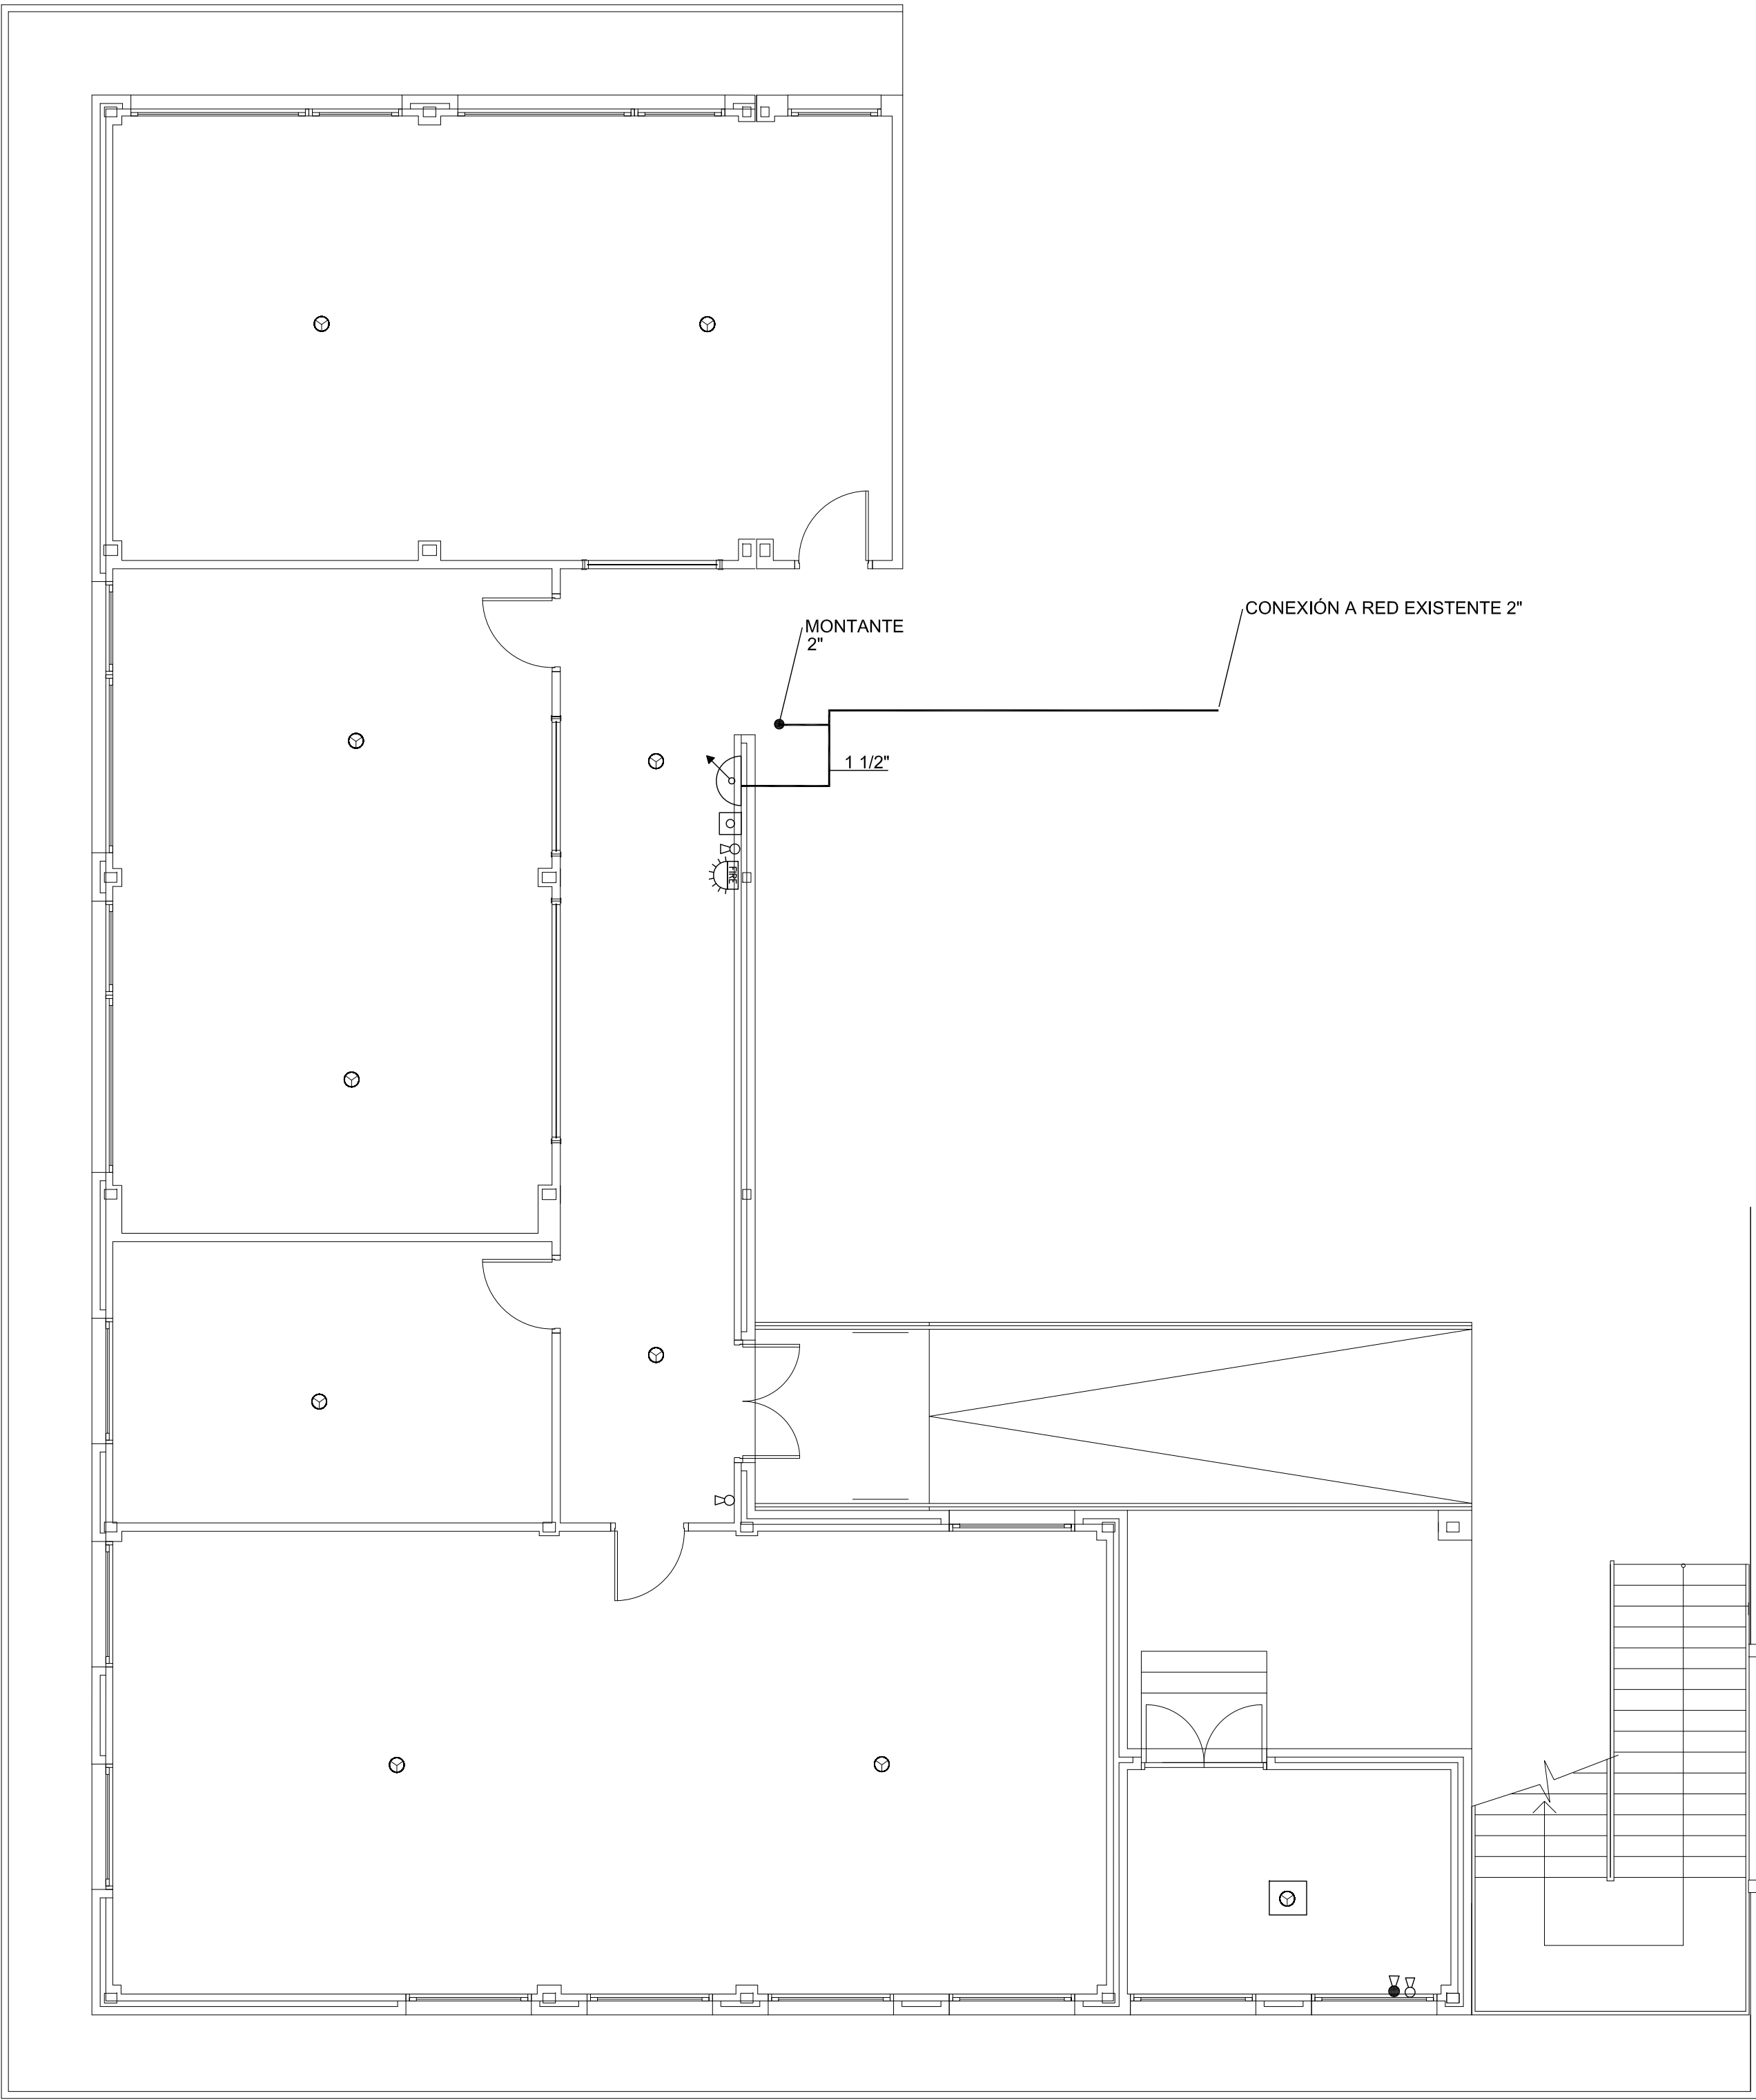 CONEXIÓN A RED EXISTENTE 2"
MONTANTE
2"
1 1/2"
FIRE